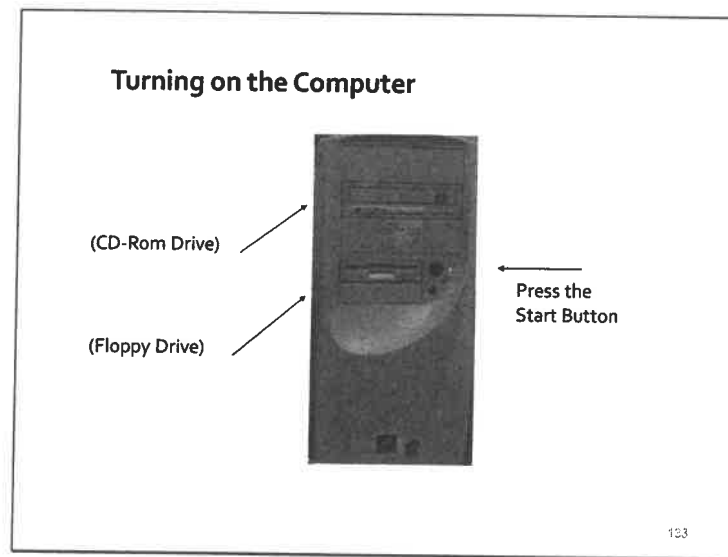 Turning on the Computer
(CD-Rom Drive)
(Floppy Drive)
Press the
Start Button
133